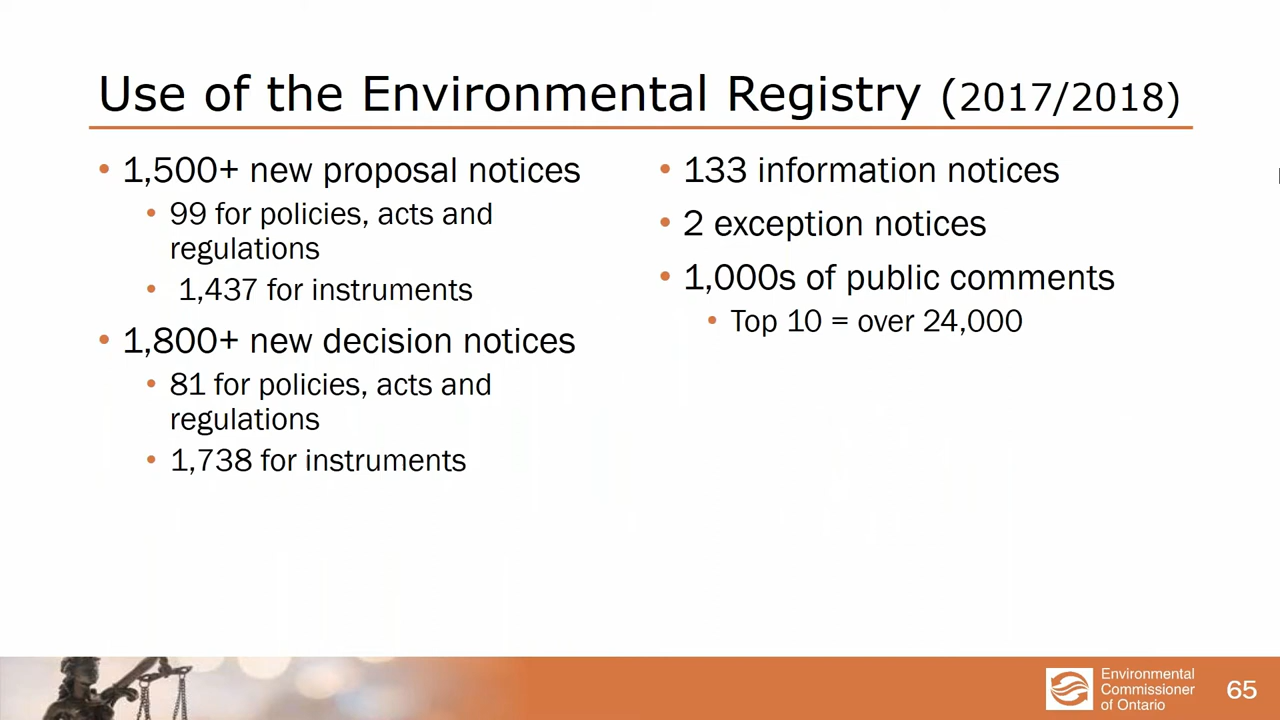 Use of the Environmental Registry (2017/2018)
• 1,500+ new proposal notices
• 99 for policies, acts and
regulations
• 1,437 for instruments
• 1,800+ new decision notices
• 81 for policies, acts and
regulations
• 1,738 for instruments
• 133 information notices
• 2 exception notices
• 1,000s of public comments
• Top 10 = over 24,000
Environmental
Commissioner
of Ontario
65